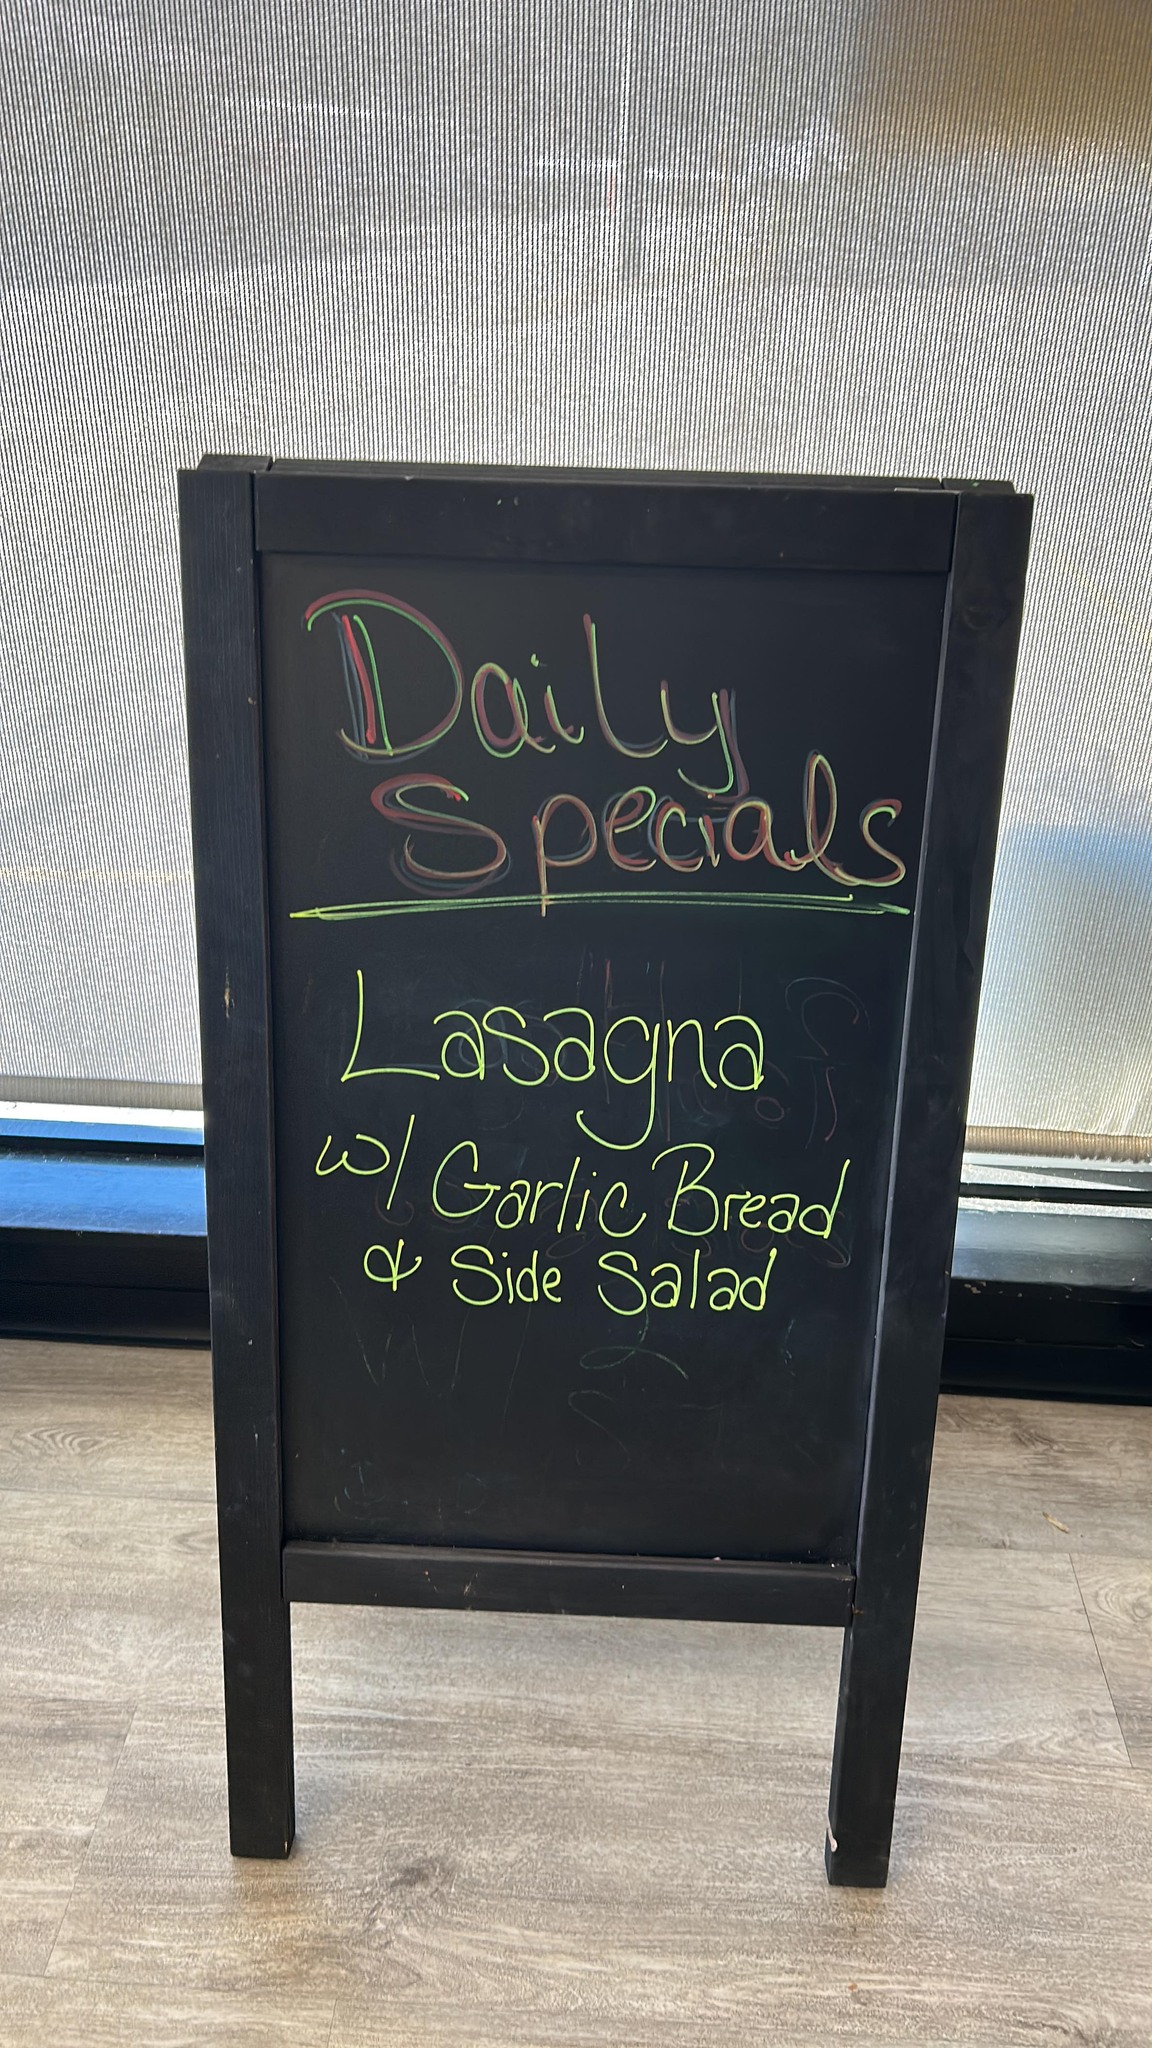 Daily
Specials
Lasagna
w/ Garlic Bread
& Side Salad